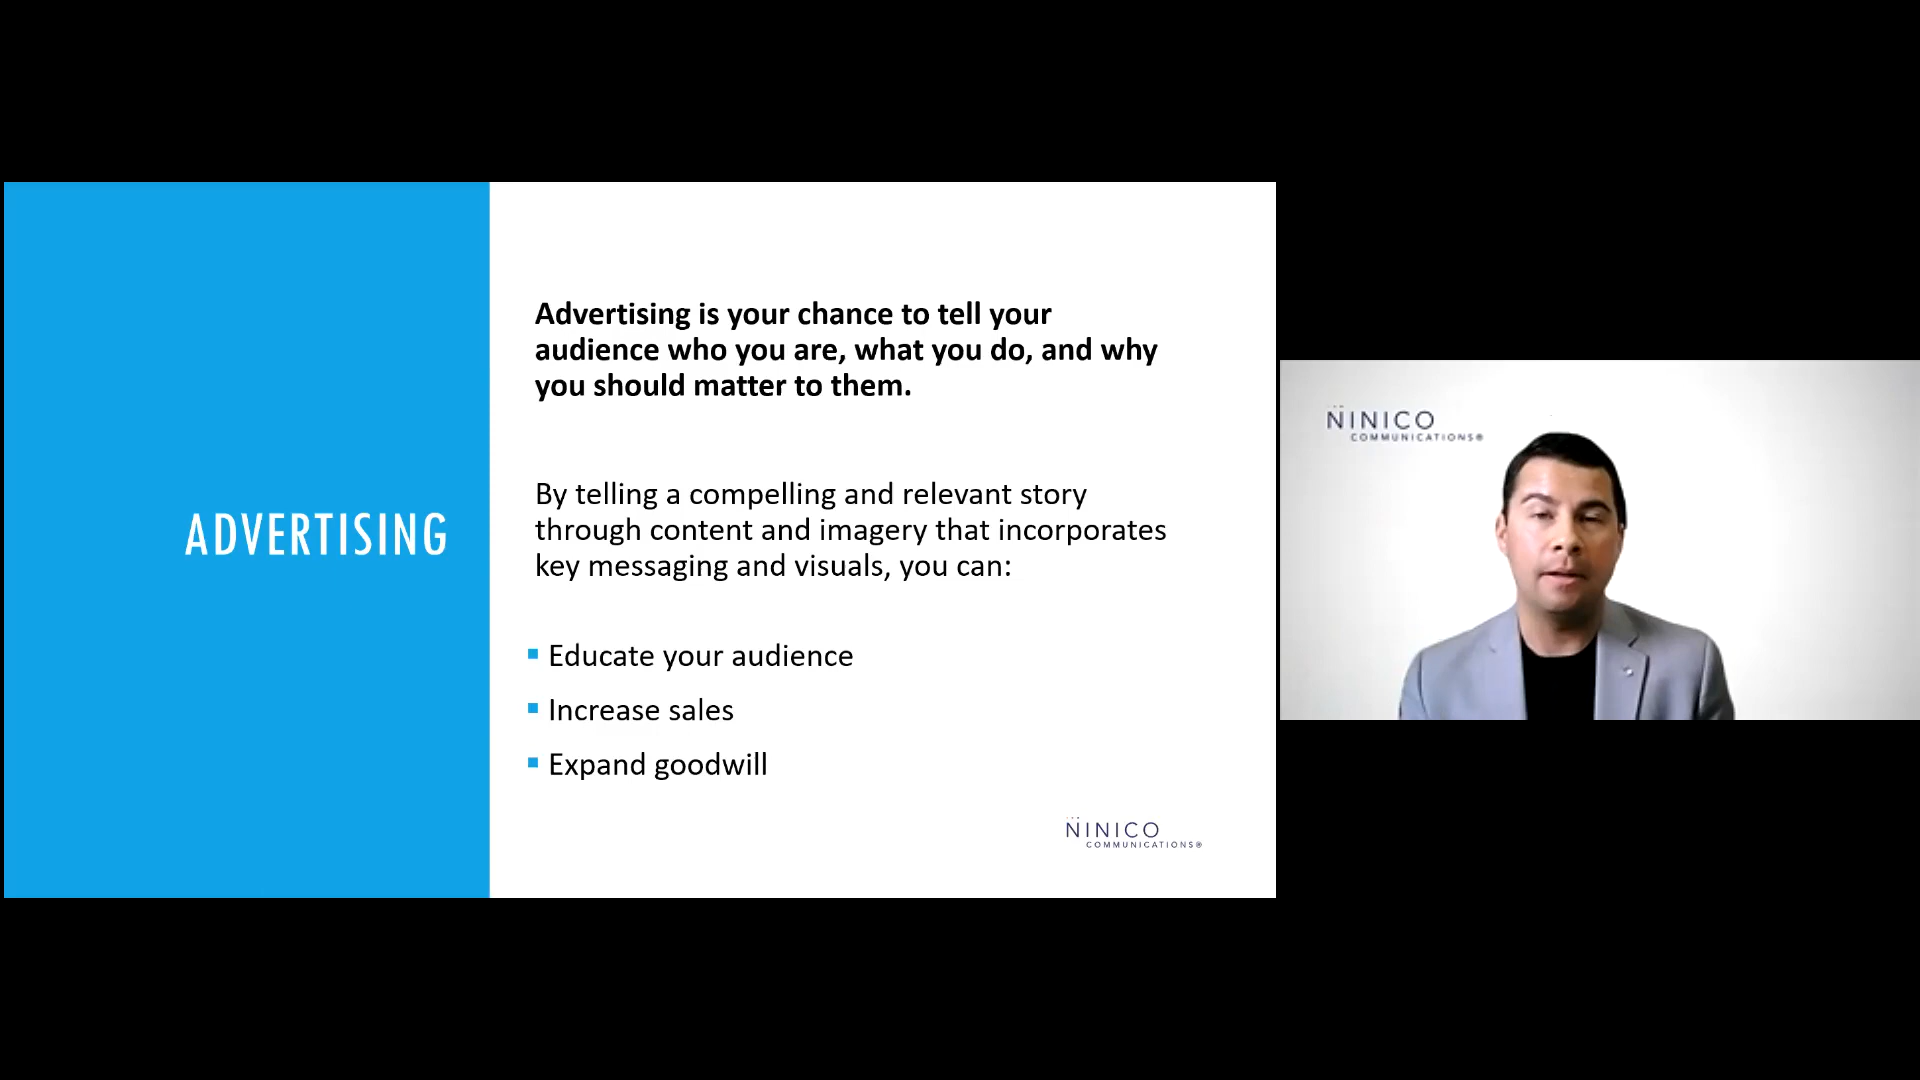 ADVERTISING
Advertising is your chance to tell your
audience who you are, what you do, and why
you should matter to them.
By telling a compelling and relevant story
through content and imagery that incorporates
key messaging and visuals, you can:
▪ Educate your audience
▪ Increase sales
▪ Expand goodwill
NINICO
COMMUNICATIONS®
NINICO
COMMUNICATIONS®